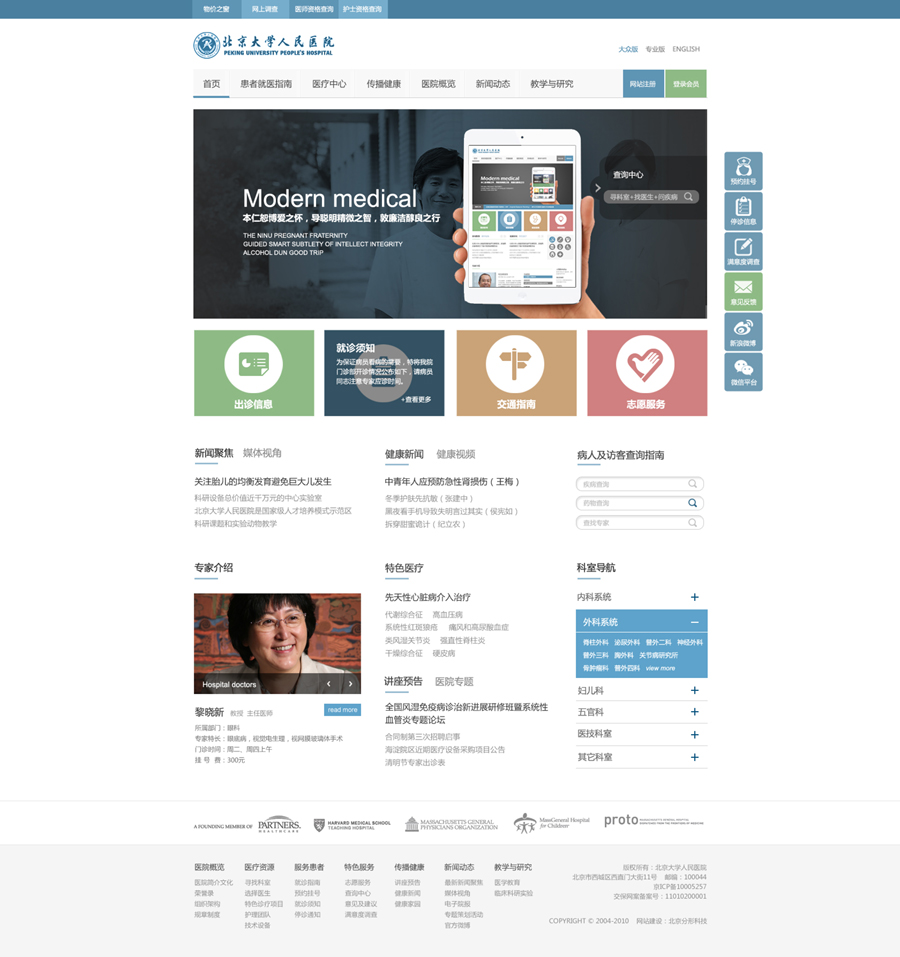 物价之窗 网上调查 医师资格查询 护士资格查询
北京大学人民医院
PEKING UNIVERSITY PEOPLE'S HOSPITAL
大众版 专业版 ENGLISH
首页 患者就医指南 医疗中心 传播健康 医院概览 新闻动态 教学与研究 网站注册 登录会员
Modern medical
本仁恕博爱之怀，导聪明精微之智，敦廉洁醇良之行
THE NINU PREGNANT FRATERNITY
GUIDED SMART SUBTLETY OF INTELLECT INTEGRITY
ALCOHOL DUN GOOD TRIP
Modern medical
查询中心
寻科室+找医生+问疾病
预约挂号
停诊信息
满意度调查
意见反馈
新浪微博
微信平台
出诊信息
就诊须知
为保证病员看病的需要，特将我院
门诊部开诊情况公布如下，请病员
同志注意专家应诊时间。
+查看更多
交通指南
志愿服务
新闻聚焦 媒体视角
关注胎儿的均衡发育避免巨大儿发生
科研设备总价值近千万元的中心实验室
北京大学人民医院是国家级人才培养模式示范区
科研课题和实验动物教学
健康新闻 健康视频
中青年人应预防急性肾损伤（王梅）
冬季护肤先抗敏（张建中）
黑夜看手机导致失明言过其实（侯宪如）
拆穿甜蜜诡计（纪立农）
病人及访客查询指南
疾病查询
药物查询
查找专家
专家介绍
Hospital doctors
黎晓新 教授 主任医师 read more
所属部门：眼科
专家特长：眼底病，视觉电生理，视网膜玻璃体手术
门诊时间：周二、周四上午
挂 号 费：300元
特色医疗
先天性心脏病介入治疗
代谢综合征 高血压病
系统性红斑狼疮 痛风和高尿酸血症
类风湿关节炎 强直性脊柱炎
干燥综合征 硬皮病
讲座预告 医院专题
全国风湿免疫病诊治新进展研修班暨系统性
血管炎专题论坛
合同制第三次招聘启事
海淀院区近期医疗设备采购项目公告
清明节专家出诊表
科室导航
内科系统 +
外科系统 −
脊柱外科 泌尿外科 普外二科 神经外科
普外三科 胸外科 关节病研究所
骨肿瘤科 普外四科 view more
妇儿科 +
五官科 +
医技科室 +
其它科室 +
A FOUNDING MEMBER OF PARTNERS. HEALTHCARE
HARVARD MEDICAL SCHOOL
TEACHING HOSPITAL
MASSACHUSETTS GENERAL
PHYSICIANS ORGANIZATION
MassGeneral Hospital
for Children
proto
医院概览 医疗资源 服务患者 特色服务 传播健康 新闻动态 教学与研究
医院简介文化 寻找科室 就诊指南 志愿服务 讲座预告 最新新闻聚焦 医学教育
荣誉录 选择医生 预约挂号 查询中心 健康新闻 媒体视角 临床科研实验
组织架构 特色诊疗项目 就诊须知 意见及建议 健康家园 电子院报
规章制度 护理团队 停诊通知 满意度调查 专题策划活动
技术设备 官方微博
版权所有：北京大学人民医院
北京市西城区西直门大街11号 邮编：100044
京ICP备10005257
交保网案备案号：11010200001
COPYRIGHT © 2004-2010 网站建设：北京分形科技